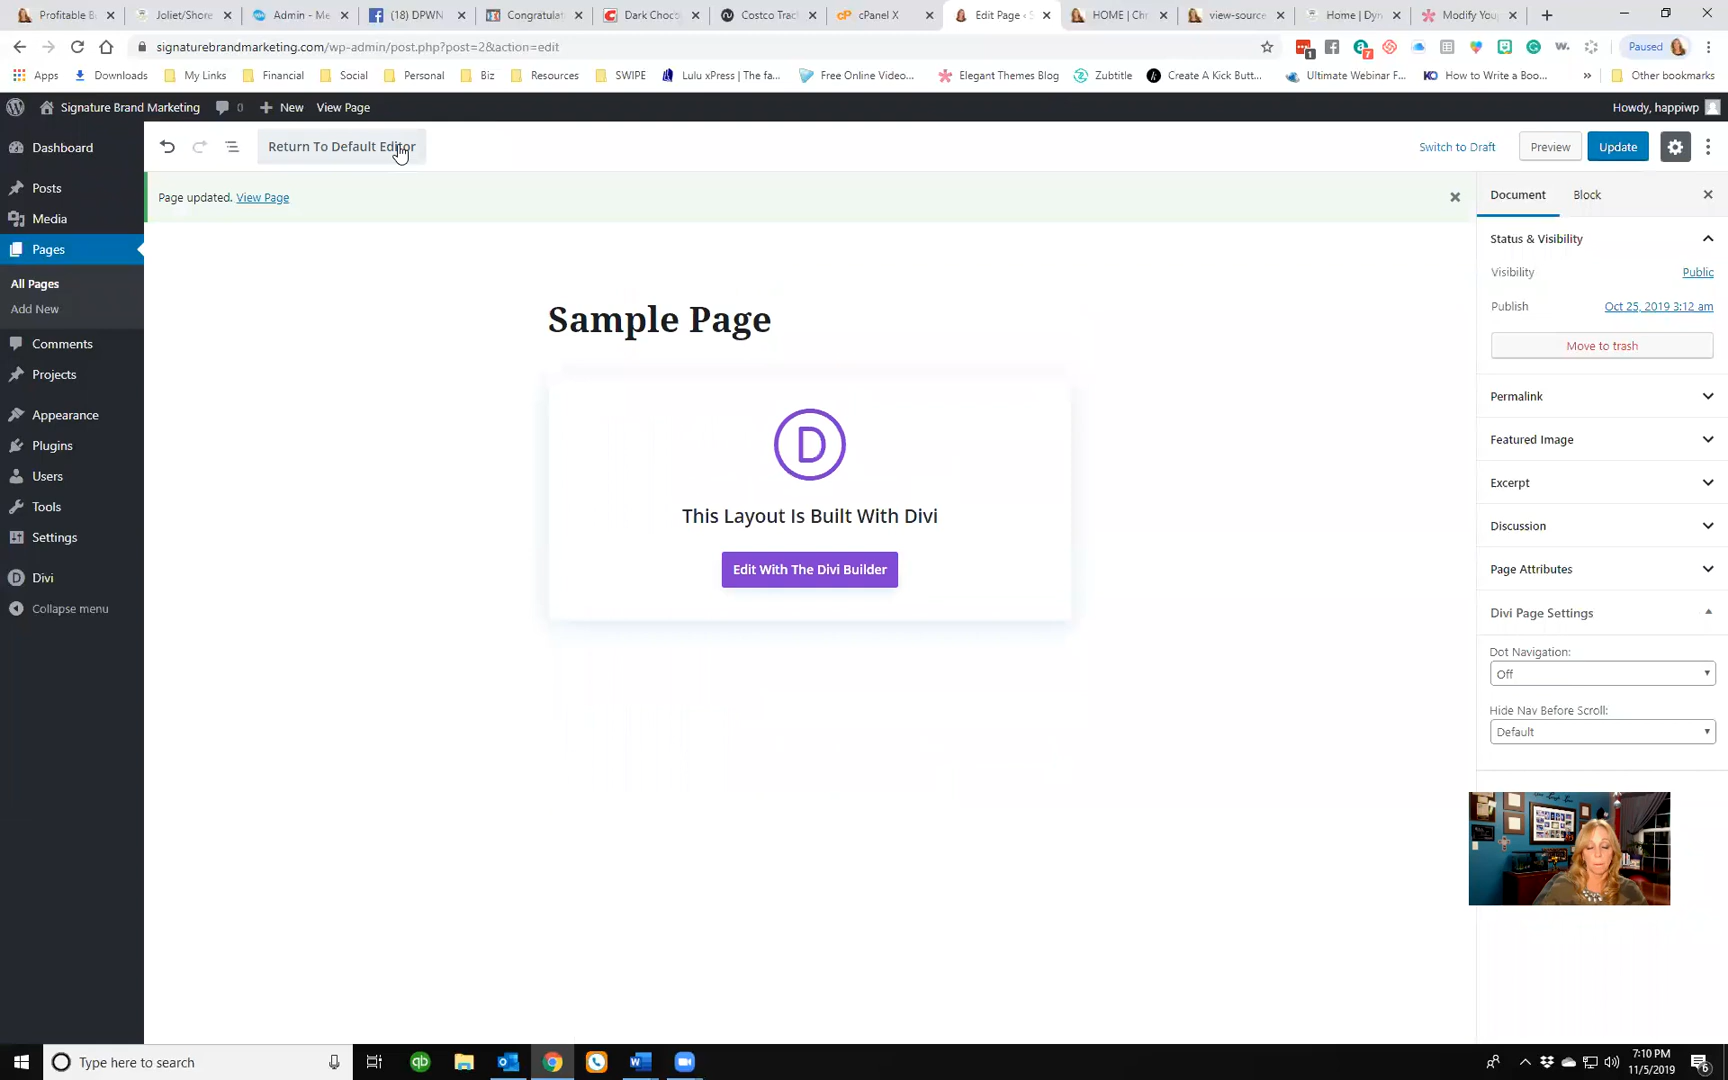 Profitable B
Joliet/Shore
Admin - Me
(18) DPWN
Congratulat
Dark Choc
Costco Trac
cPanel X
Edit Page ‹ S
HOME | Chr
view-source
Home | Dyn
Modify You
signaturebrandmarketing.com/wp-admin/post.php?post=2&action=edit
Paused
Apps
Downloads
My Links
Financial
Social
Personal
Biz
Resources
SWIPE
Lulu xPress | The fa...
Free Online Video...
Elegant Themes Blog
Zubtitle
Create A Kick Butt...
Ultimate Webinar F...
How to Write a Boo...
»
Other bookmarks
Signature Brand Marketing
0
+ New
View Page
Howdy, happiwp
Dashboard
Posts
Media
Pages
All Pages
Add New
Comments
Projects
Appearance
Plugins
Users
Tools
Settings
Divi
Collapse menu
Return To Default Editor
Switch to Draft
Preview
Update
Page updated. View Page
Sample Page
D
This Layout Is Built With Divi
Edit With The Divi Builder
Document
Block
Status & Visibility
Visibility
Public
Publish
Oct 25, 2019 3:12 am
Move to trash
Permalink
Featured Image
Excerpt
Discussion
Page Attributes
Divi Page Settings
Dot Navigation:
Off
Hide Nav Before Scroll:
Default
Type here to search
7:10 PM
11/5/2019
6